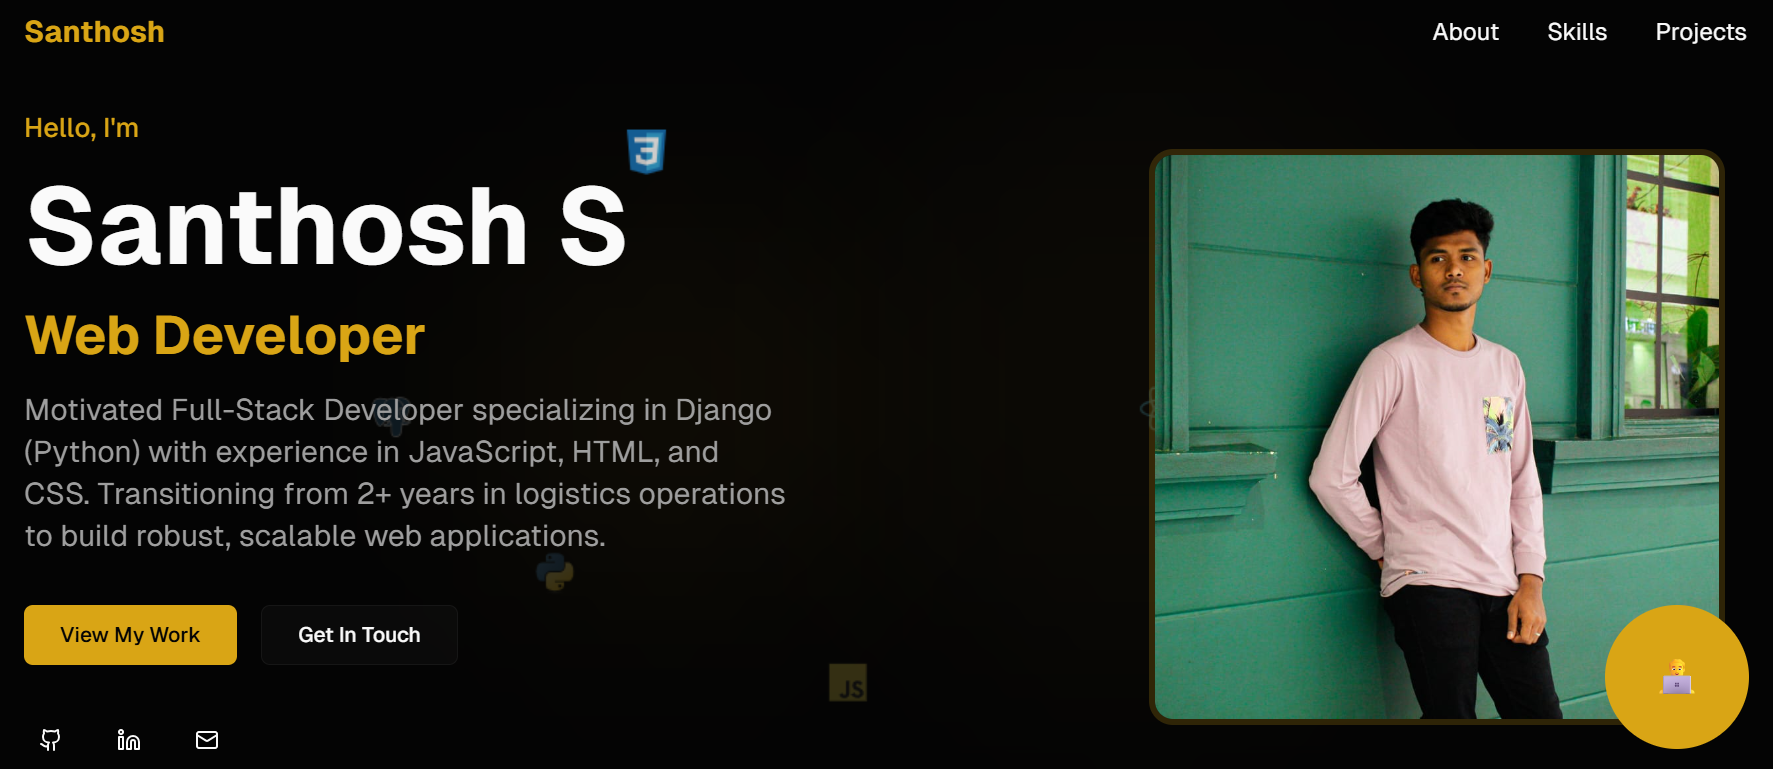 Santhosh
About
Skills
Projects
Hello, I'm
Santhosh S
Web Developer
Motivated Full-Stack Developer specializing in Django
(Python) with experience in JavaScript, HTML, and
CSS. Transitioning from 2+ years in logistics operations
to build robust, scalable web applications.
View My Work
Get In Touch
JS